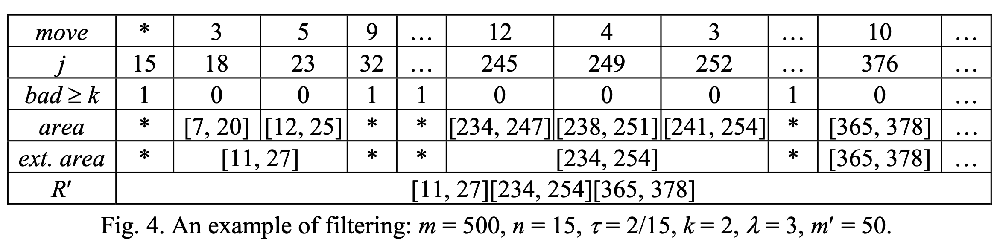 move * 3 5 9 … 12 4 3 … 10 …
j 15 18 23 32 … 245 249 252 … 376 …
bad ≥ k 1 0 0 1 1 0 0 0 1 0 …
area * [7, 20] [12, 25] * * [234, 247] [238, 251] [241, 254] * [365, 378] …
ext. area * [11, 27] * * [234, 254] * [365, 378] …
R′ [11, 27][234, 254][365, 378]
Fig. 4. An example of filtering: m = 500, n = 15, τ = 2/15, k = 2, λ = 3, m′ = 50.